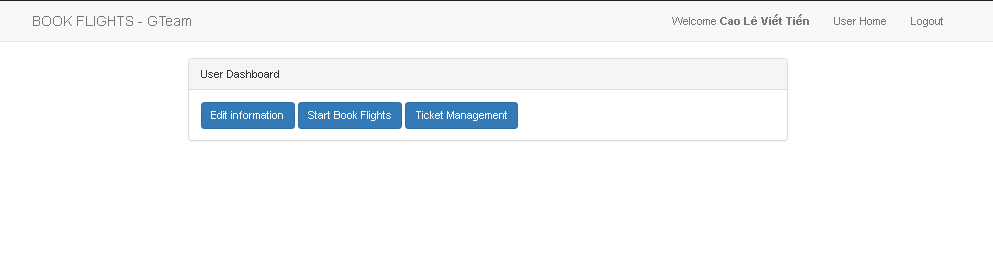 BOOK FLIGHTS - GTeam
Welcome Cao Lê Viết Tiến User Home Logout
User Dashboard
Edit information Start Book Flights Ticket Management